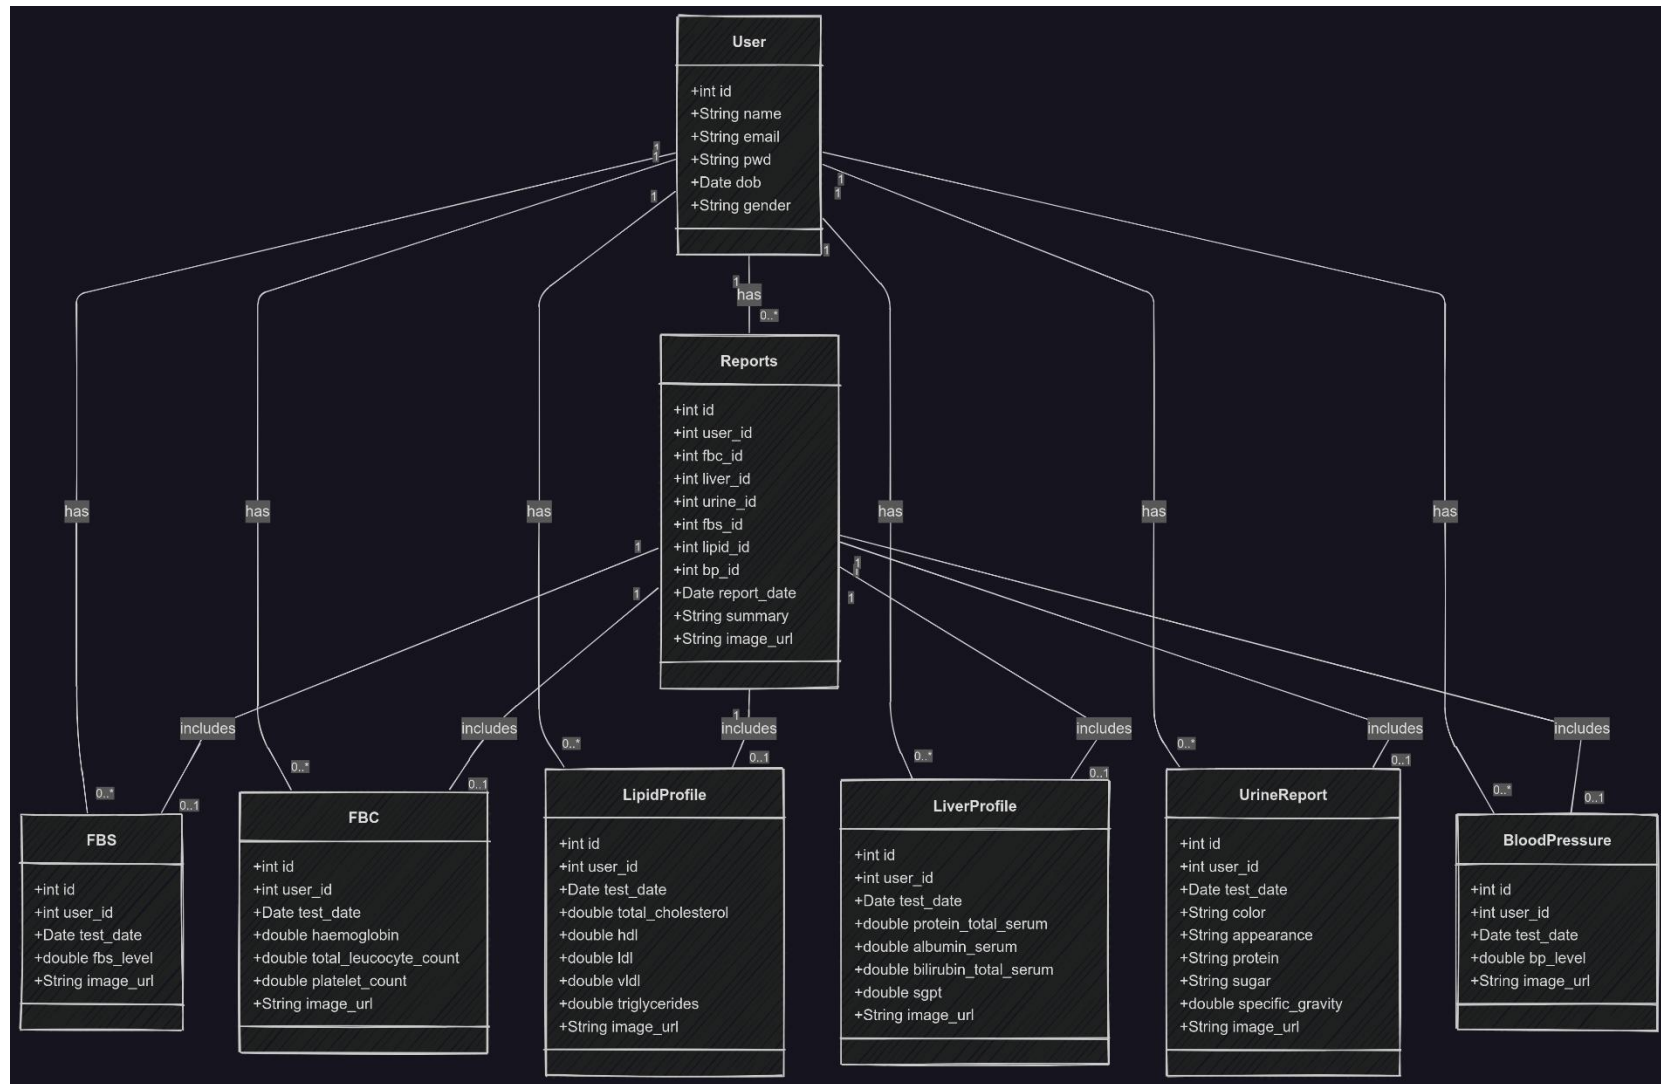 User
+int id
+String name
+String email
+String pwd
+Date dob
+String gender
1
1
1
1
1
1
1
has
0..*
Reports
+int id
+int user_id
+int fbc_id
+int liver_id
+int urine_id
+int fbs_id
+int lipid_id
+int bp_id
+Date report_date
+String summary
+String image_url
has
has
has
has
has
has
1
1
1
1
1
1
includes
includes
includes
includes
includes
includes
0..*
0..1
0..*
0..1
0..*
0..1
0..*
0..1
0..*
0..1
0..*
0..1
FBS
+int id
+int user_id
+Date test_date
+double fbs_level
+String image_url
FBC
+int id
+int user_id
+Date test_date
+double haemoglobin
+double total_leucocyte_count
+double platelet_count
+String image_url
LipidProfile
+int id
+int user_id
+Date test_date
+double total_cholesterol
+double hdl
+double ldl
+double vldl
+double triglycerides
+String image_url
LiverProfile
+int id
+int user_id
+Date test_date
+double protein_total_serum
+double albumin_serum
+double bilirubin_total_serum
+double sgpt
+String image_url
UrineReport
+int id
+int user_id
+Date test_date
+String color
+String appearance
+String protein
+String sugar
+double specific_gravity
+String image_url
BloodPressure
+int id
+int user_id
+Date test_date
+double bp_level
+String image_url